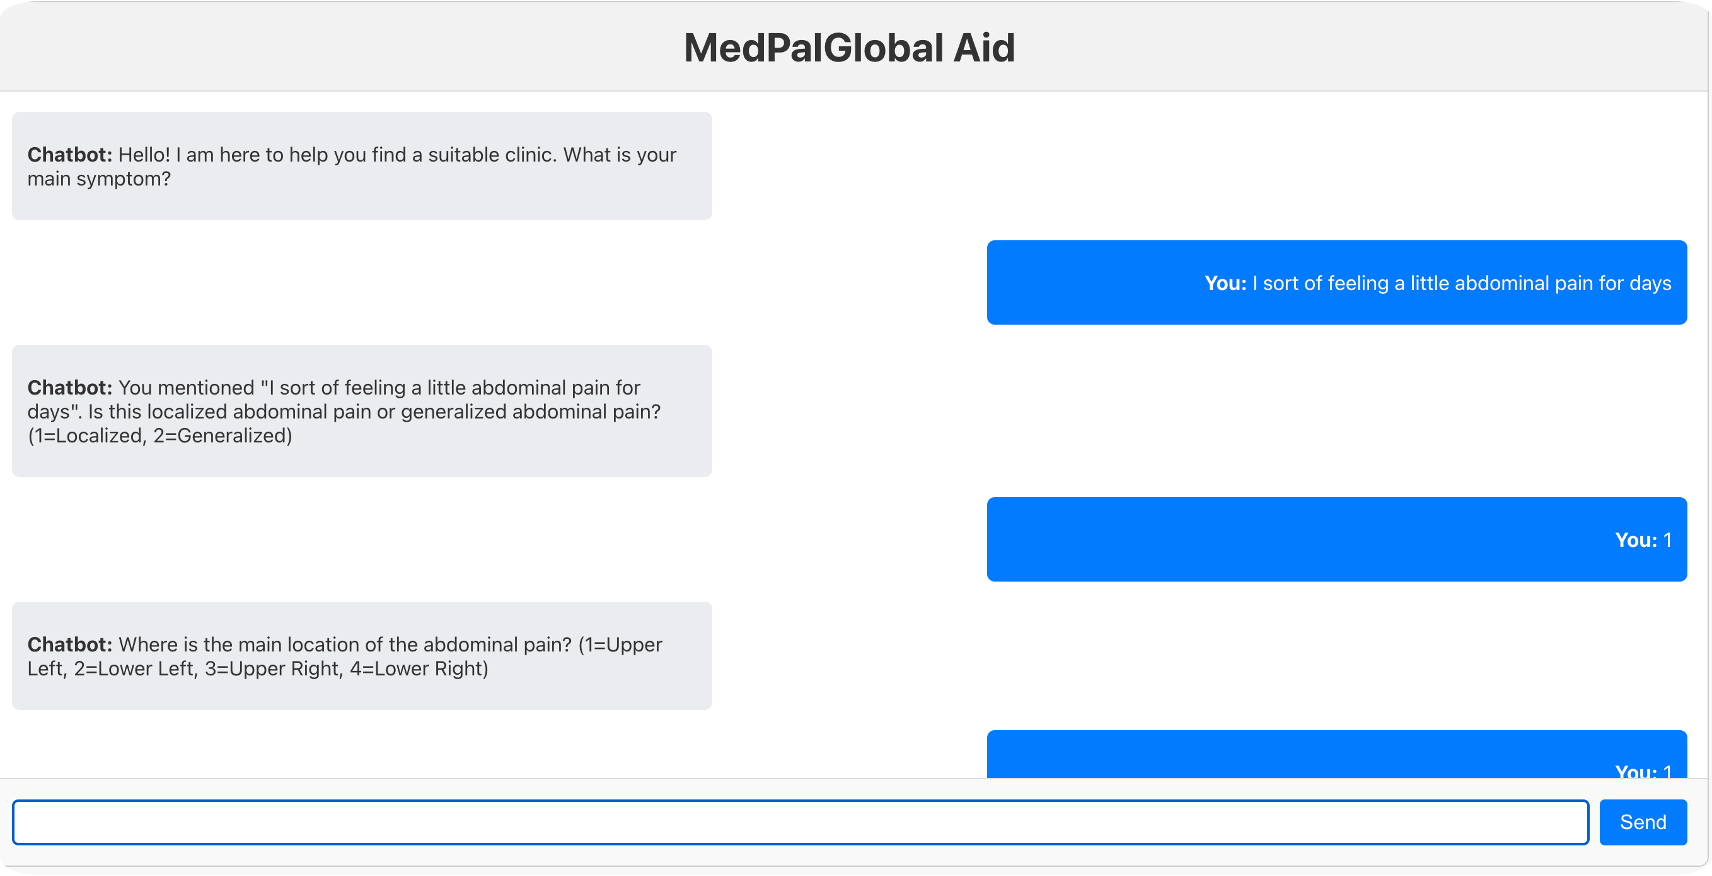 MedPalGlobal Aid
Chatbot: Hello! I am here to help you find a suitable clinic. What is your
main symptom?
You: I sort of feeling a little abdominal pain for days
Chatbot: You mentioned "I sort of feeling a little abdominal pain for
days". Is this localized abdominal pain or generalized abdominal pain?
(1=Localized, 2=Generalized)
You: 1
Chatbot: Where is the main location of the abdominal pain? (1=Upper
Left, 2=Lower Left, 3=Upper Right, 4=Lower Right)
You: 1
Send